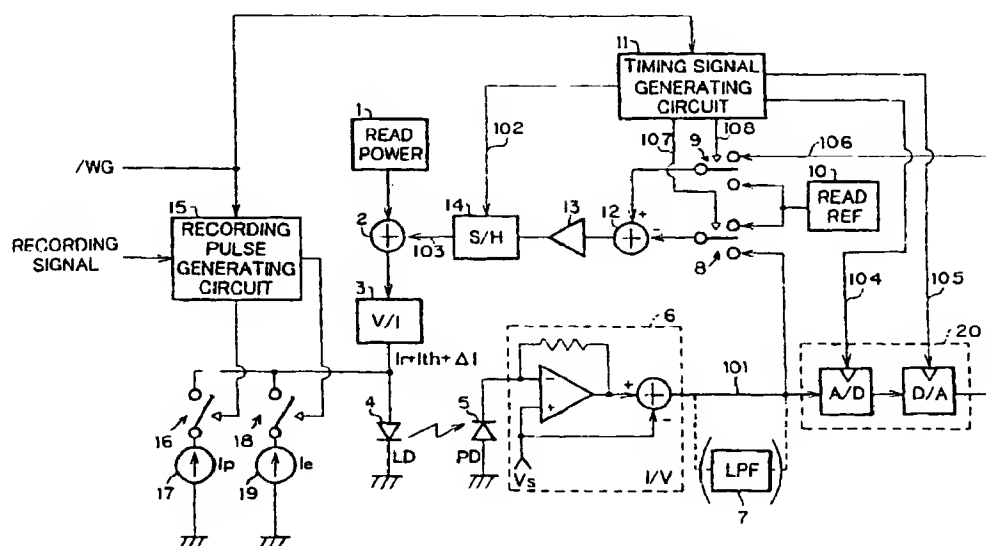 11
TIMING SIGNAL
GENERATING
CIRCUIT
1
READ
POWER
102
107
108
106
9
10
READ
REF
/WG
15
RECORDING
SIGNAL
RECORDING
PULSE
GENERATING
CIRCUIT
2
103
14
S/H
13
12
+
-
8
3
V/I
104
105
20
Ir+Ith+ΔI
6
101
A/D
D/A
16
18
4
LD
5
PD
-
+
+
-
Vs
I/V
17
Ip
19
Ie
LPF
7